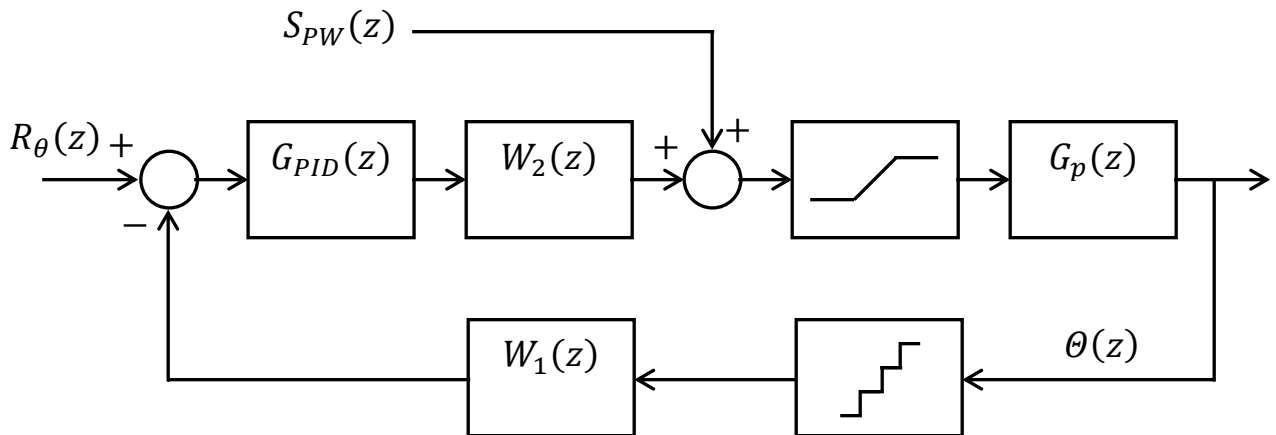 S_{PW}(z)
R_θ(z) +
G_{PID}(z)
W_2(z)
+
+
G_p(z)
−
W_1(z)
Θ(z)